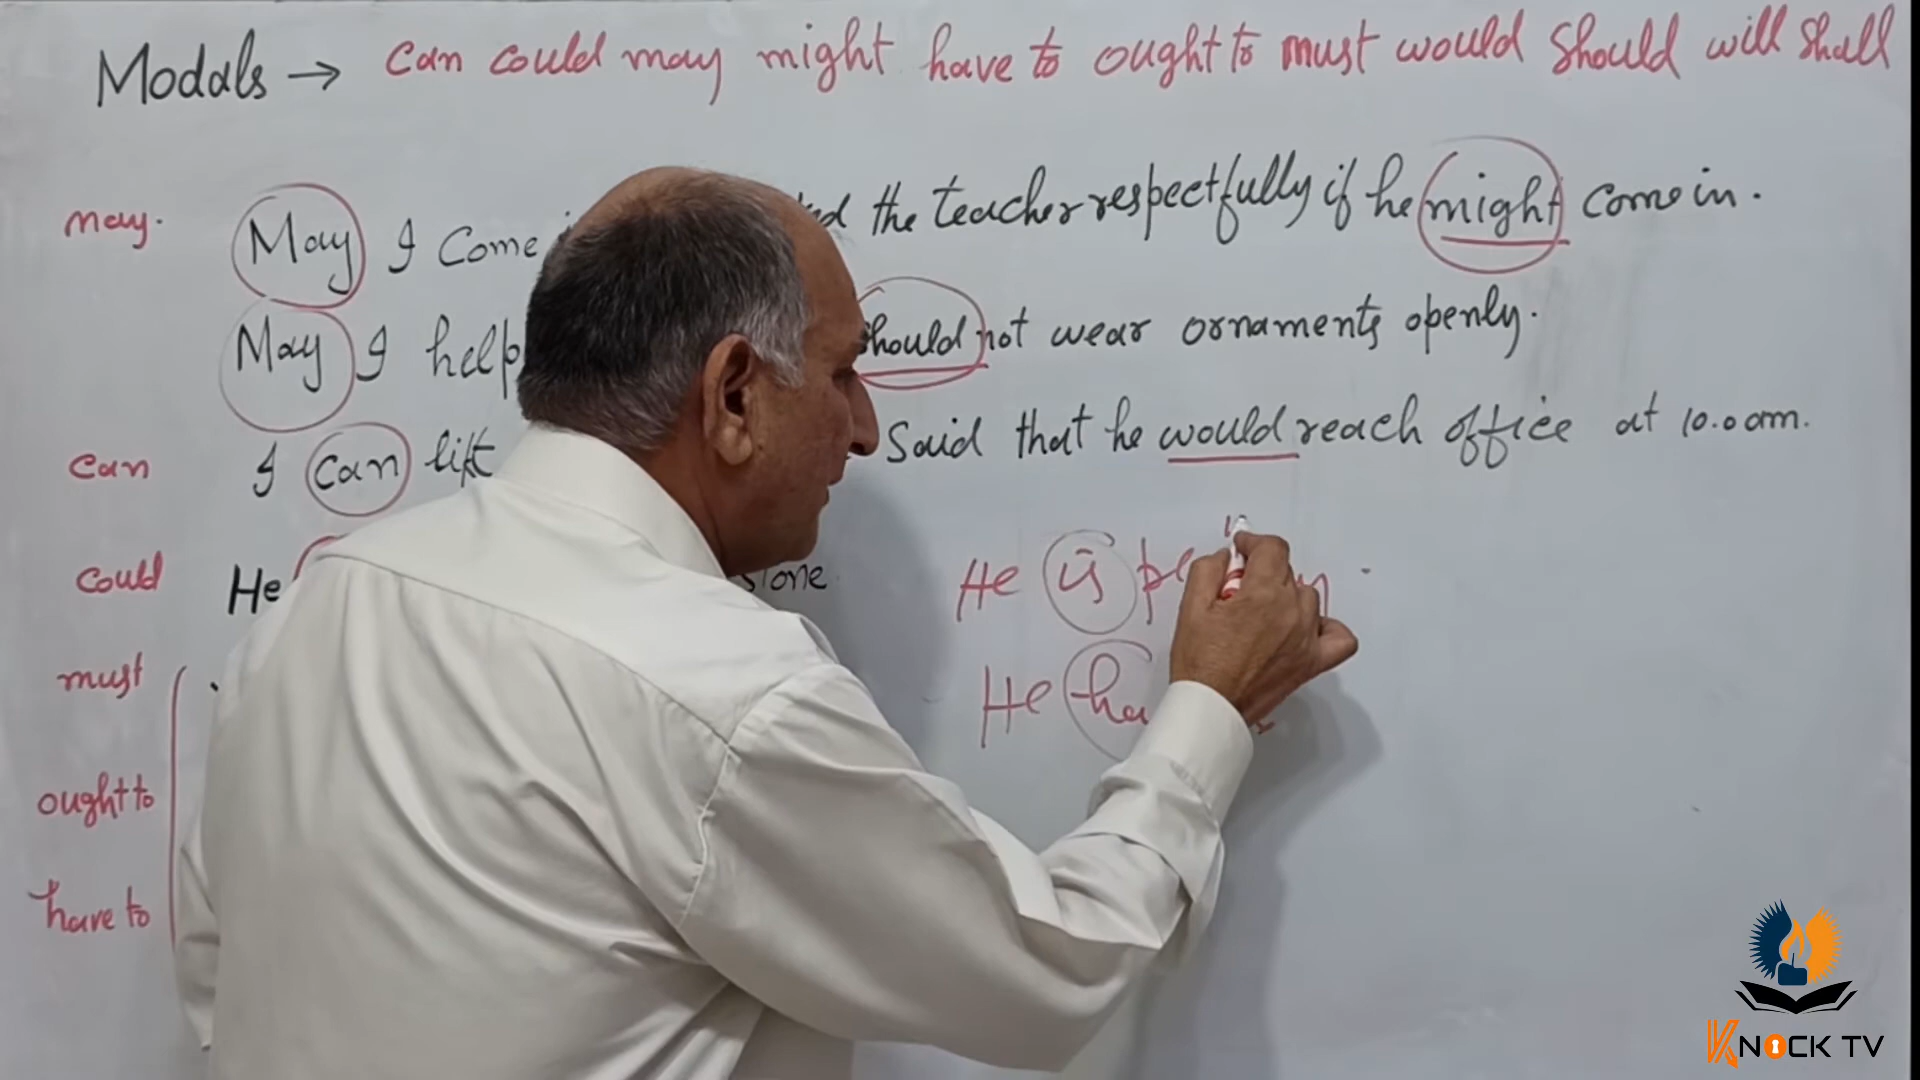 Modals → can could may might have to ought to must would should will shall
may. May I come the teacher respectfully if he might come in.
May I help should not wear ornaments openly.
can I can lift said that he would reach office at 10.0 am.
could He stone.
He is
must He
ought to
have to
KNOCK TV